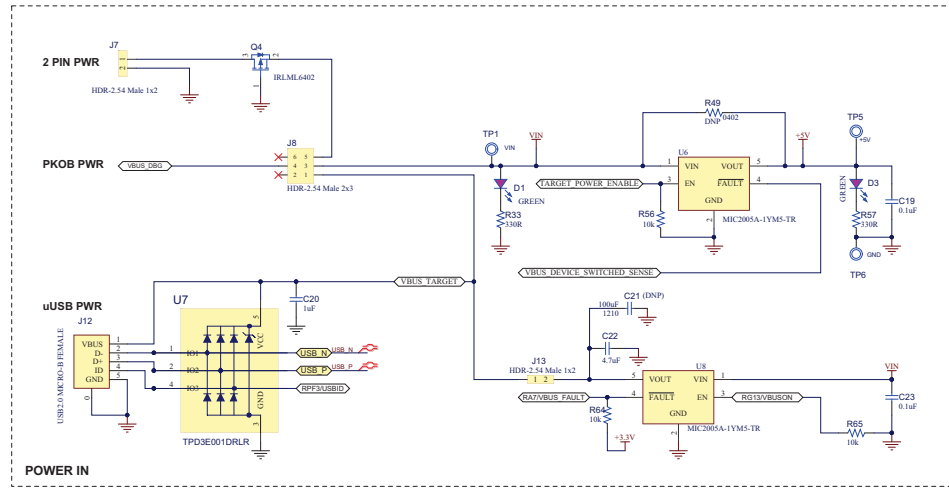 2 PIN PWR
J7
1
2
HDR-2.54 Male 1x2
Q4
3
2
1
IRLML6402
PKOB PWR
VBUS_DBG
J8
6 5
4 3
2 1
HDR-2.54 Male 2x3
TP1
VIN
VIN
D1
GREEN
R33
330R
R49
DNP 0402
TARGET_POWER_ENABLE
R56
10k
U6
1 VIN VOUT 5
3 EN FAULT 4
GND
2
MIC2005A-1YM5-TR
+5V
TP5
+5V
GREEN
D3
R57
330R
GND
TP6
C19
0.1uF
VBUS_DEVICE_SWITCHED_SENSE
VBUS_TARGET
uUSB PWR
J12
USB2.0 MICRO-B FEMALE
VBUS 1
D- 2
D+ 3
ID 4
GND 5
0
U7
5
VCC
1 IO1
2 IO2
4 IO3
GND
3
TPD3E001DRLR
C20
1uF
USB_N USB_N
USB_P USB_P
RPF3/USBID
100uF C21 (DNP)
1210
C22
4.7uF
J13
HDR-2.54 Male 1x2
1 2
RA7/VBUS_FAULT
R64
10k
+3.3V
U8
5 VOUT VIN 1
4 FAULT EN 3
GND
2
MIC2005A-1YM5-TR
RG13/VBUSON
R65
10k
VIN
C23
0.1uF
POWER IN